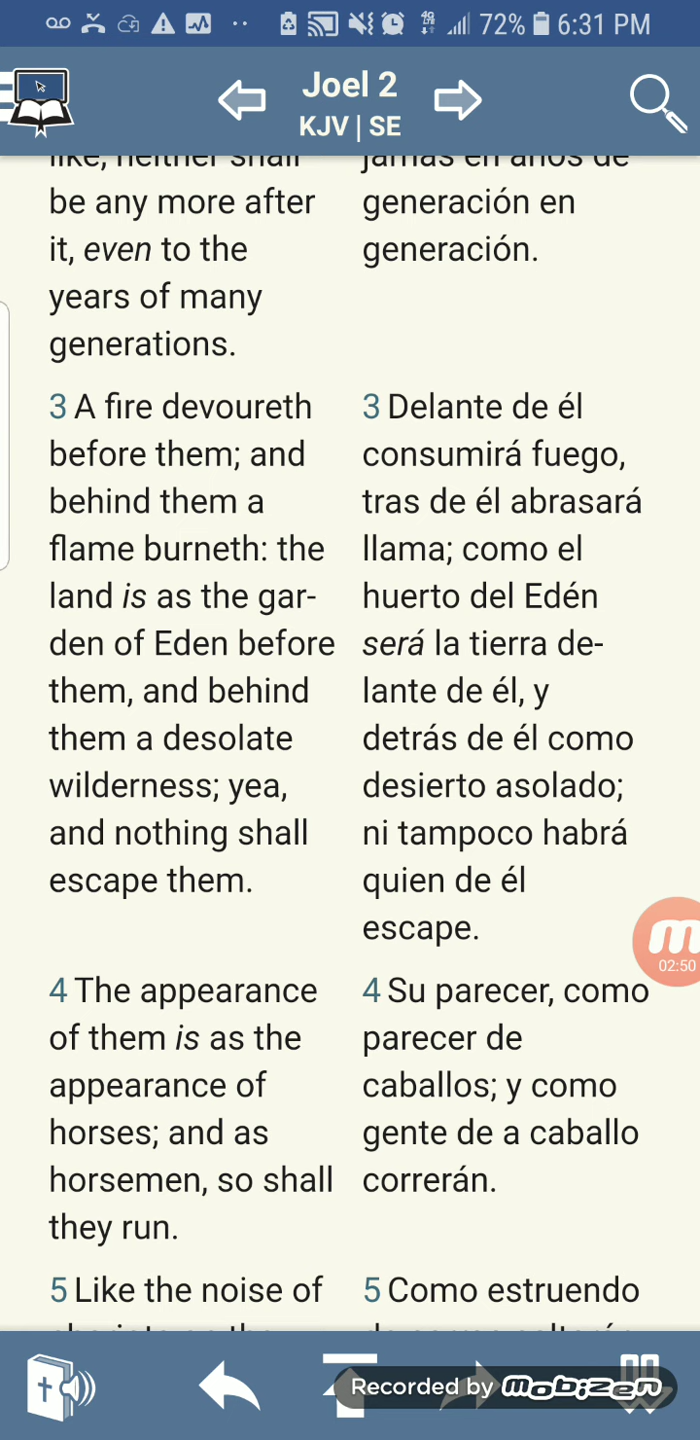 72% 6:31 PM
Joel 2
KJV | SE
like, neither shall
be any more after
it, even to the
years of many
generations.
3 A fire devoureth
before them; and
behind them a
flame burneth: the
land is as the gar-
den of Eden before
them, and behind
them a desolate
wilderness; yea,
and nothing shall
escape them.
4 The appearance
of them is as the
appearance of
horses; and as
horsemen, so shall
they run.
5 Like the noise of
jamás en años de
generación en
generación.
3 Delante de él
consumirá fuego,
tras de él abrasará
llama; como el
huerto del Edén
será la tierra de-
lante de él, y
detrás de él como
desierto asolado;
ni tampoco habrá
quien de él
escape.
4 Su parecer, como
parecer de
caballos; y como
gente de a caballo
correrán.
5 Como estruendo
m
02:50
Recorded by mobizen